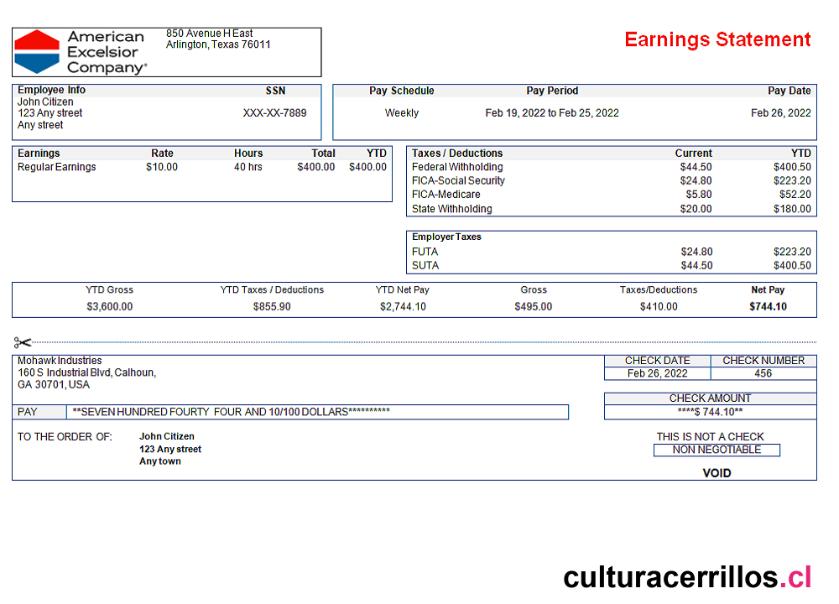 American
Excelsior
Company
850 Avenue H East
Arlington, Texas 76011
Earnings Statement
Employee Info SSN
John Citizen
123 Any street XXX-XX-7889
Any street
Pay Schedule Pay Period Pay Date
Weekly Feb 19, 2022 to Feb 25, 2022 Feb 26, 2022
Earnings Rate Hours Total YTD
Regular Earnings $10.00 40 hrs $400.00 $400.00
Taxes / Deductions Current YTD
Federal Withholding $44.50 $400.50
FICA-Social Security $24.80 $223.20
FICA-Medicare $5.80 $52.20
State Withholding $20.00 $180.00
Employer Taxes
FUTA $24.80 $223.20
SUTA $44.50 $400.50
YTD Gross YTD Taxes / Deductions YTD Net Pay Gross Taxes/Deductions Net Pay
$3,600.00 $855.90 $2,744.10 $495.00 $410.00 $744.10
Mohawk Industries
160 S Industrial Blvd, Calhoun,
GA 30701, USA
CHECK DATE CHECK NUMBER
Feb 26, 2022 456
CHECK AMOUNT
****$ 744.10**
PAY **SEVEN HUNDRED FOURTY FOUR AND 10/100 DOLLARS**********
TO THE ORDER OF: John Citizen
123 Any street
Any town
THIS IS NOT A CHECK
NON NEGOTIABLE
VOID
culturacerrillos.cl